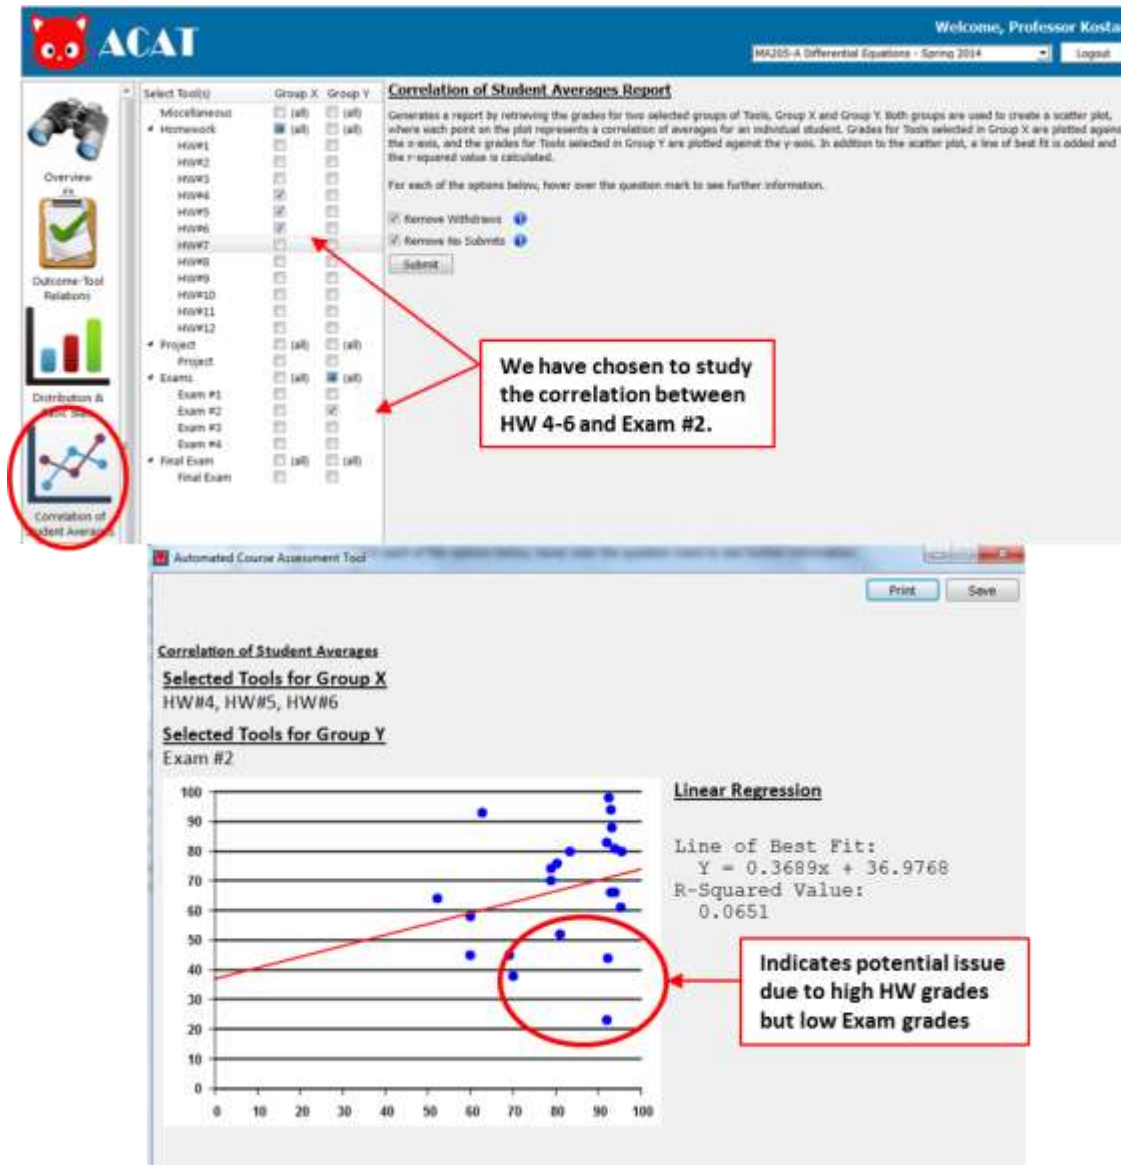 ACAT
Welcome, Professor Kosta
MA205-A Differential Equations - Spring 2014
Logout
Overview
Outcome-Tool
Relations
Distribution &
Correlation of
Student Averages
Select Tool(s) Group X Group Y
Miscellaneous (all) (all)
Homework (all) (all)
HW#1
HW#2
HW#3
HW#4
HW#5
HW#6
HW#7
HW#8
HW#9
HW#10
HW#11
HW#12
Project (all) (all)
Project
Exams (all) (all)
Exam #1
Exam #2
Exam #3
Exam #4
Final Exam (all) (all)
Final Exam
Correlation of Student Averages Report
Generates a report by retrieving the grades for two selected groups of Tools, Group X and Group Y. Both groups are used to create a scatter plot,
where each point on the plot represents a correlation of averages for an individual student. Grades for Tools selected in Group X are plotted agains
the x-axis, and the grades for Tools selected in Group Y are plotted against the y-axis. In addition to the scatter plot, a line of best fit is added and
the r-squared value is calculated.
For each of the options below, hover over the question mark to see further information.
Remove Withdraws
Remove No Submits
Submit
We have chosen to study
the correlation between
HW 4-6 and Exam #2.
Automated Course Assessment Tool
Print Save
Correlation of Student Averages
Selected Tools for Group X
HW#4, HW#5, HW#6
Selected Tools for Group Y
Exam #2
100
90
80
70
60
50
40
30
20
10
0
0 10 20 30 40 50 60 70 80 90 100
Linear Regression
Line of Best Fit:
Y = 0.3689x + 36.9768
R-Squared Value:
0.0651
Indicates potential issue
due to high HW grades
but low Exam grades